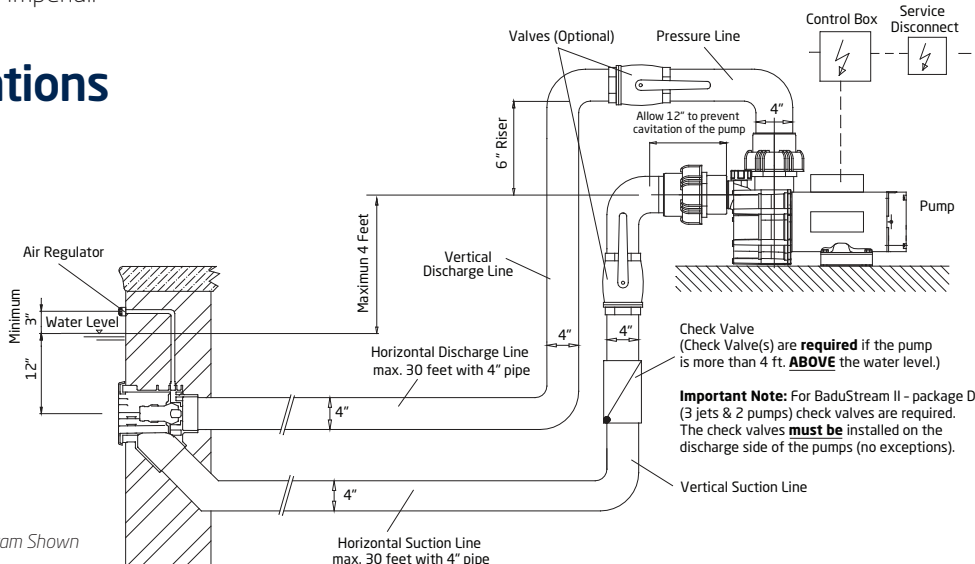 Control Box
Service
Disconnect
Valves (Optional)
Pressure Line
4"
Allow 12" to prevent
cavitation of the pump
6" Riser
Pump
Maximun 4 Feet
Vertical
Discharge Line
Air Regulator
Minimum
3"
Water Level
12"
4"
4"
Horizontal Discharge Line
max. 30 feet with 4" pipe
4"
Check Valve
(Check Valve(s) are required if the pump
is more than 4 ft. ABOVE the water level.)
Important Note: For BaduStream II - package D
(3 jets & 2 pumps) check valves are required.
The check valves must be installed on the
discharge side of the pumps (no exceptions).
4"
Vertical Suction Line
Horizontal Suction Line
max. 30 feet with 4" pipe
Shown